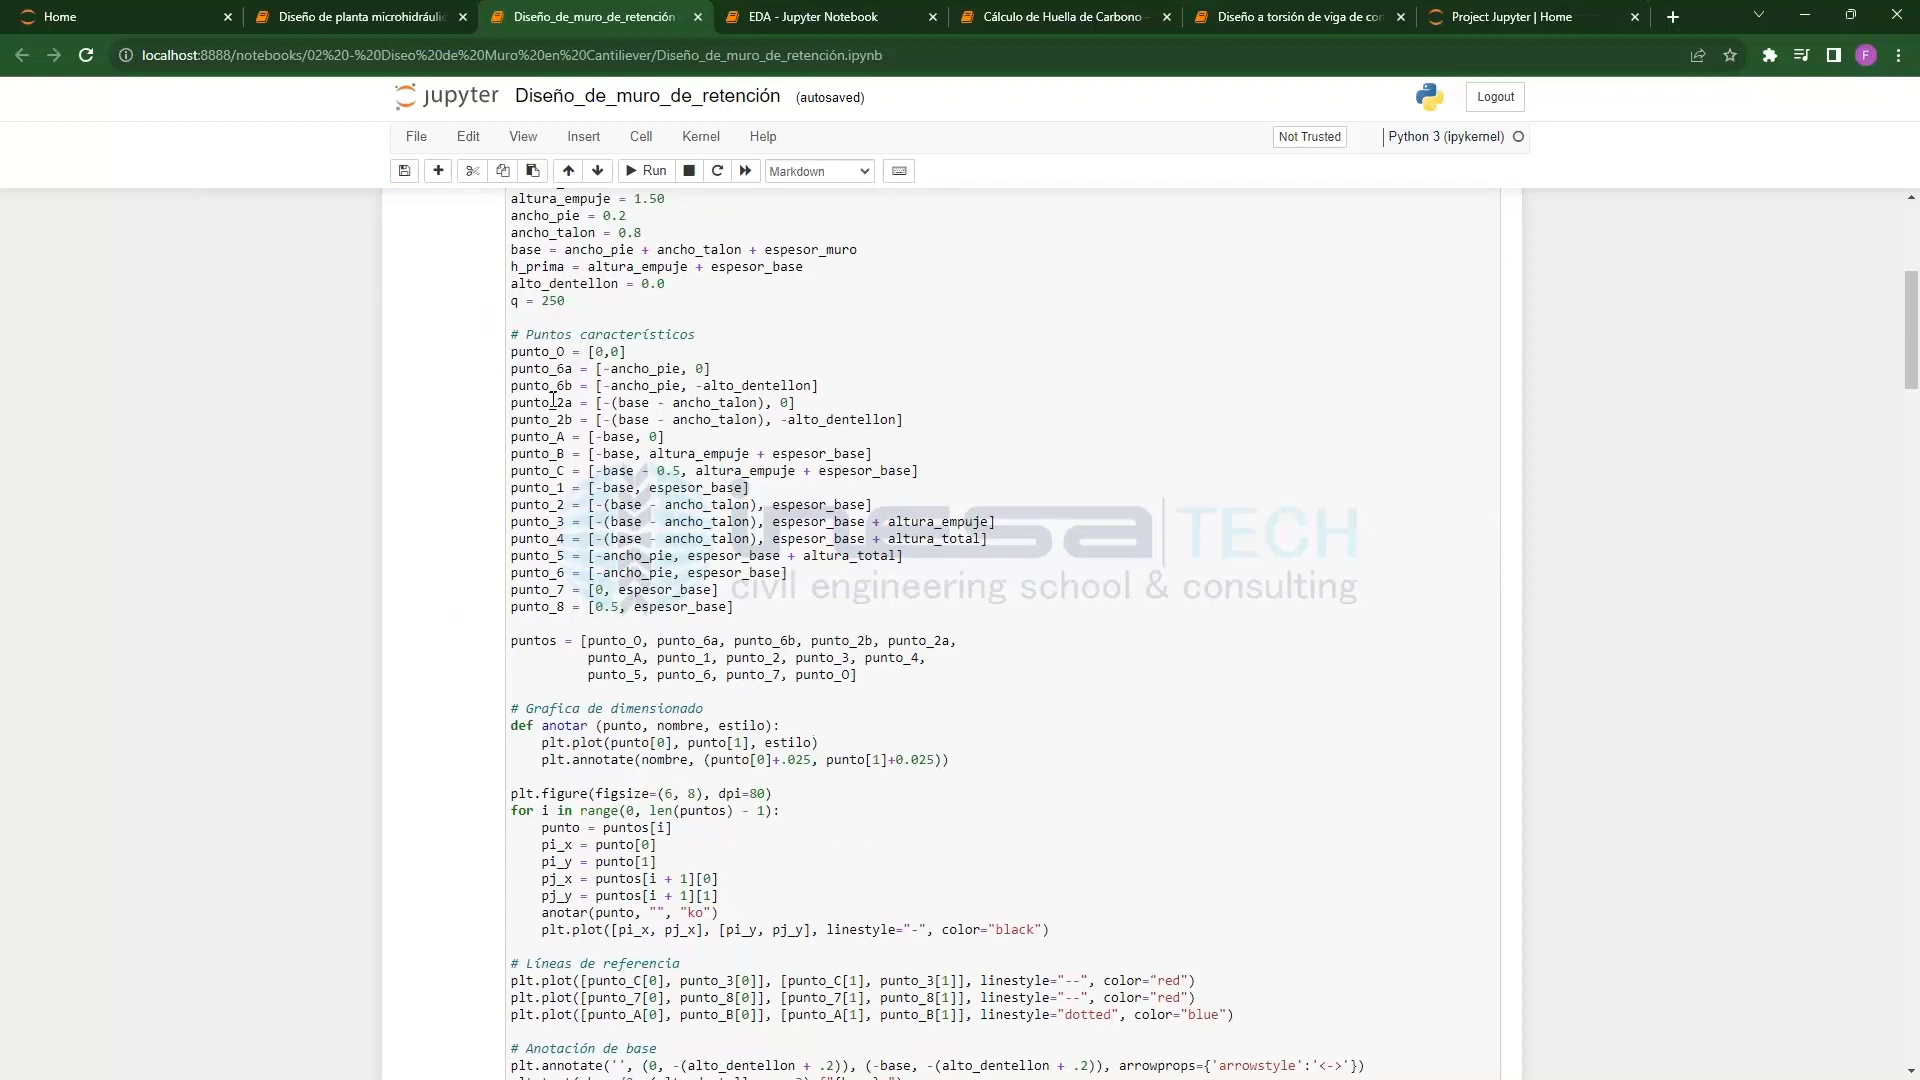 Home
Diseño de planta microhidráulic
Diseño_de_muro_de_retención
EDA - Jupyter Notebook
Cálculo de Huella de Carbono
Diseño a torsión de viga de con
Project Jupyter | Home
localhost:8888/notebooks/02%20-%20Diseo%20de%20Muro%20en%20Cantiliever/Diseño_de_muro_de_retención.ipynb
F
jupyter
Diseño_de_muro_de_retención
(autosaved)
Logout
File Edit View Insert Cell Kernel Help
Not Trusted
Python 3 (ipykernel)
Run
Markdown
altura_empuje = 1.50
ancho_pie = 0.2
ancho_talon = 0.8
base = ancho_pie + ancho_talon + espesor_muro
h_prima = altura_empuje + espesor_base
alto_dentellon = 0.0
q = 250
# Puntos característicos
punto_O = [0,0]
punto_6a = [-ancho_pie, 0]
punto_6b = [-ancho_pie, -alto_dentellon]
punto_2a = [-(base - ancho_talon), 0]
punto_2b = [-(base - ancho_talon), -alto_dentellon]
punto_A = [-base, 0]
punto_B = [-base, altura_empuje + espesor_base]
punto_C = [-base - 0.5, altura_empuje + espesor_base]
punto_1 = [-base, espesor_base]
punto_2 = [-(base - ancho_talon), espesor_base]
punto_3 = [-(base - ancho_talon), espesor_base + altura_empuje]
punto_4 = [-(base - ancho_talon), espesor_base + altura_total]
punto_5 = [-ancho_pie, espesor_base + altura_total]
punto_6 = [-ancho_pie, espesor_base]
punto_7 = [0, espesor_base]
punto_8 = [0.5, espesor_base]
inesa TECH
civil engineering school & consulting
puntos = [punto_O, punto_6a, punto_6b, punto_2b, punto_2a,
punto_A, punto_1, punto_2, punto_3, punto_4,
punto_5, punto_6, punto_7, punto_O]
# Grafica de dimensionado
def anotar (punto, nombre, estilo):
plt.plot(punto[0], punto[1], estilo)
plt.annotate(nombre, (punto[0]+.025, punto[1]+0.025))
plt.figure(figsize=(6, 8), dpi=80)
for i in range(0, len(puntos) - 1):
punto = puntos[i]
pi_x = punto[0]
pi_y = punto[1]
pj_x = puntos[i + 1][0]
pj_y = puntos[i + 1][1]
anotar(punto, "", "ko")
plt.plot([pi_x, pj_x], [pi_y, pj_y], linestyle="-", color="black")
# Líneas de referencia
plt.plot([punto_C[0], punto_3[0]], [punto_C[1], punto_3[1]], linestyle="--", color="red")
plt.plot([punto_7[0], punto_8[0]], [punto_7[1], punto_8[1]], linestyle="--", color="red")
plt.plot([punto_A[0], punto_B[0]], [punto_A[1], punto_B[1]], linestyle="dotted", color="blue")
# Anotación de base
plt.annotate('', (0, -(alto_dentellon + .2)), (-base, -(alto_dentellon + .2)), arrowprops={'arrowstyle':'<->'})